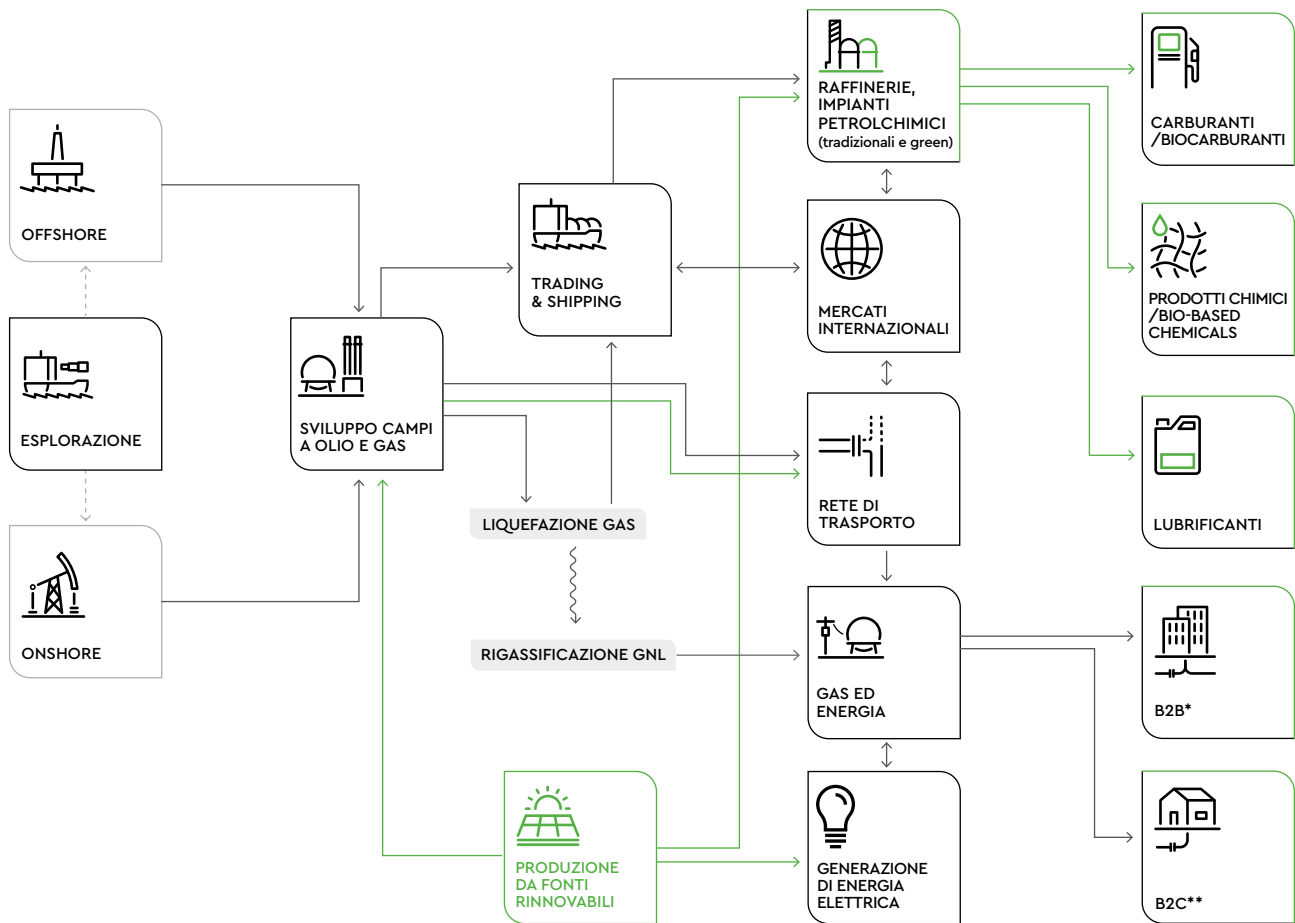 OFFSHORE
ESPLORAZIONE
ONSHORE
SVILUPPO CAMPI
A OLIO E GAS
TRADING
& SHIPPING
LIQUEFAZIONE GAS
RIGASSIFICAZIONE GNL
PRODUZIONE
DA FONTI
RINNOVABILI
RAFFINERIE,
IMPIANTI
PETROLCHIMICI
(tradizionali e green)
MERCATI
INTERNAZIONALI
RETE DI
TRASPORTO
GAS ED
ENERGIA
GENERAZIONE
DI ENERGIA
ELETTRICA
CARBURANTI
/BIOCARBURANTI
PRODOTTI CHIMICI
/BIO-BASED
CHEMICALS
LUBRIFICANTI
B2B*
B2C**